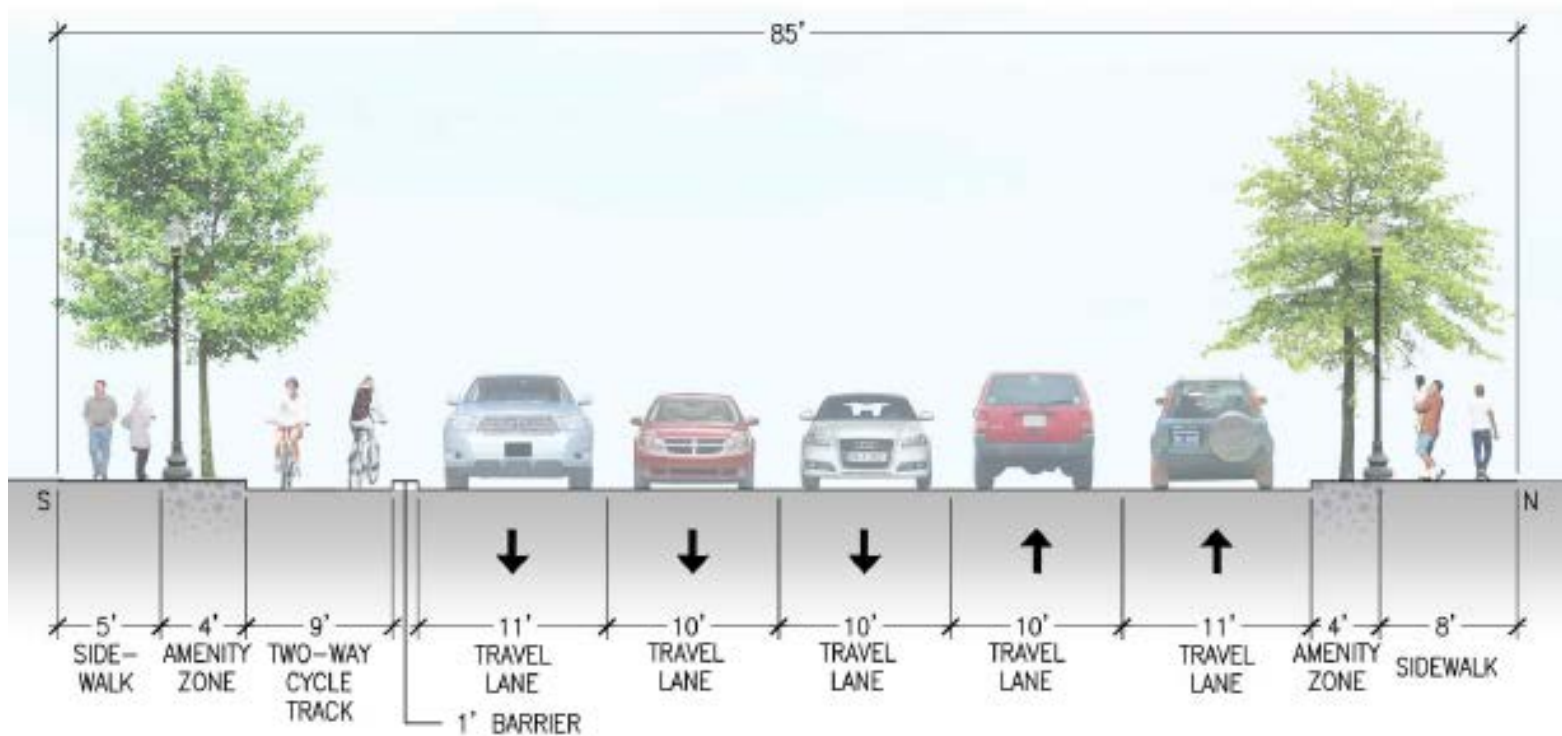 85'
S
N
5'
SIDE-
WALK
4'
AMENITY
ZONE
9'
TWO-WAY
CYCLE
TRACK
1' BARRIER
11'
TRAVEL
LANE
10'
TRAVEL
LANE
10'
TRAVEL
LANE
10'
TRAVEL
LANE
11'
TRAVEL
LANE
4'
AMENITY
ZONE
8'
SIDEWALK